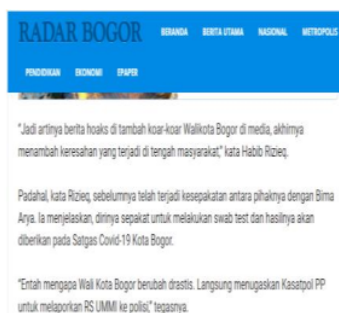 RADAR BOGOR BERANDA BERITA UTAMA NASIONAL METROPOLIS
PENDIDIKAN EKONOMI EPAPER
"Jadi artinya berita hoaks di tambah koar-koar Walikota Bogor di media, akhirnya
menambah keresahan yang terjadi di tengah masyarakat," kata Habib Rizieq.
Padahal, kata Rizieq, sebelumnya telah terjadi kesepakatan antara pihaknya dengan Bima
Arya. Ia menjelaskan, dirinya sepakat untuk melakukan swab test dan hasilnya akan
diberikan pada Satgas Covid-19 Kota Bogor.
"Entah mengapa Wali Kota Bogor berubah drastis. Langsung menugaskan Kasatpol PP
untuk melaporkan RS UMMI ke polisi," tegasnya.